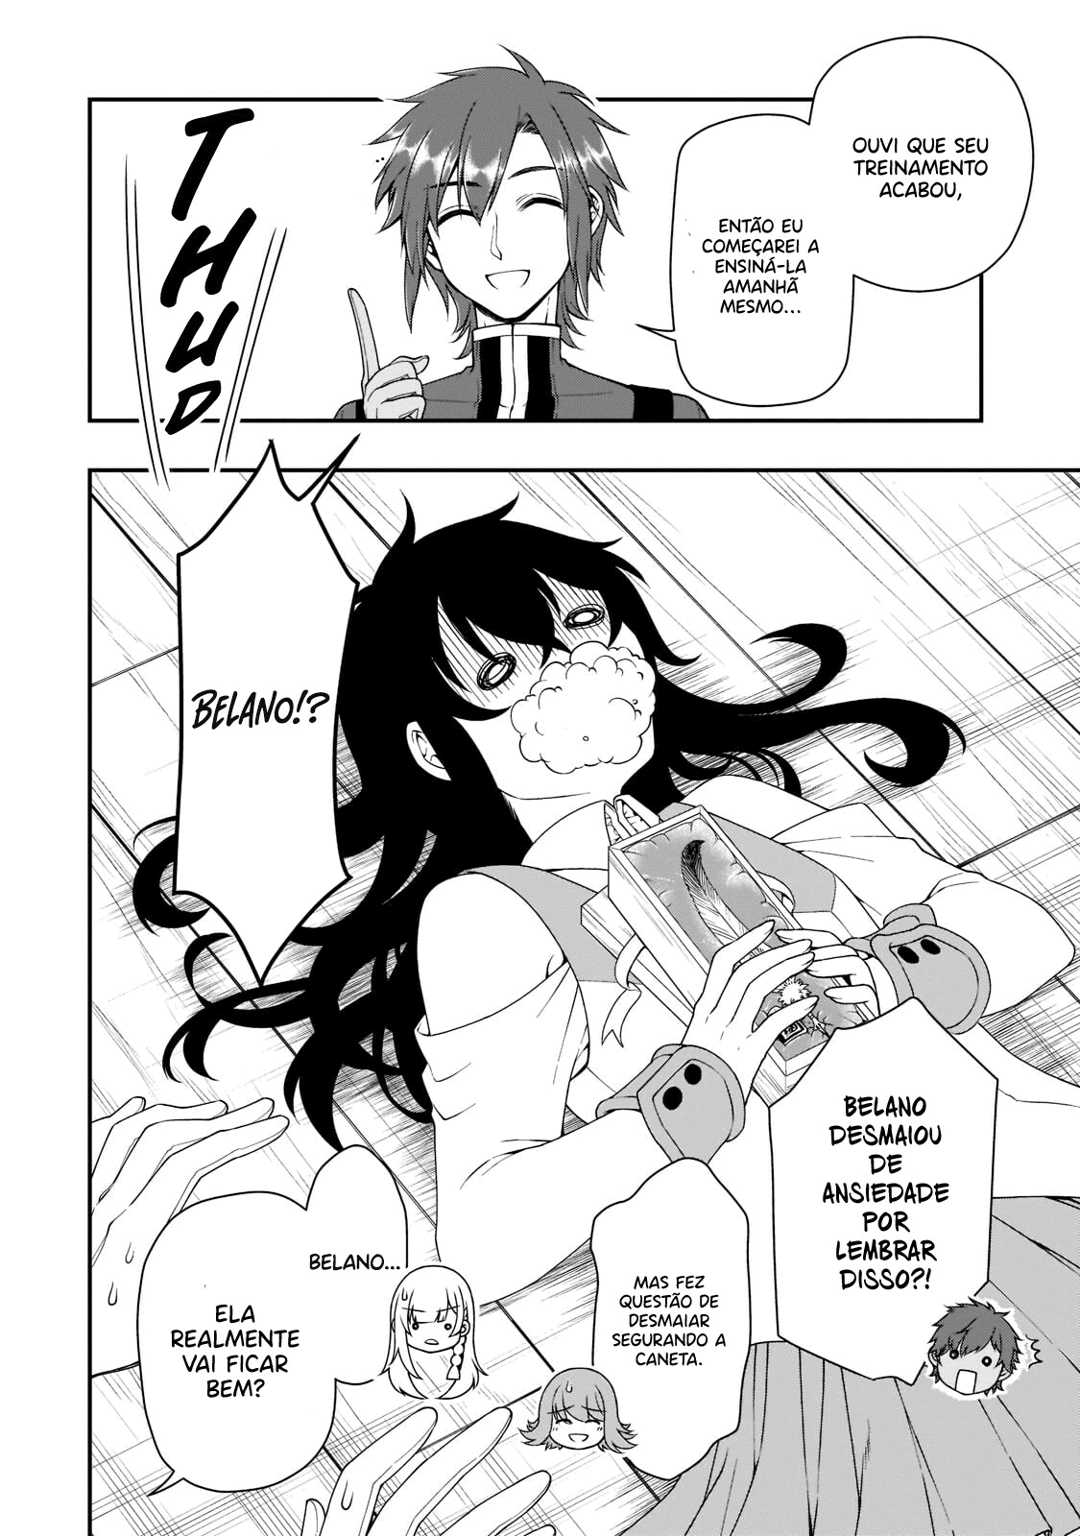 OUVI QUE SEU
TREINAMENTO
ACABOU,
ENTÃO EU
COMEÇAREI A
ENSINÁ-LA
AMANHÃ
MESMO...
THUD
BELANO!?
BELANO
DESMAIOU
DE
ANSIEDADE
POR
LEMBRAR
DISSO?!
MAS FEZ
QUESTÃO DE
DESMAIAR
SEGURANDO A
CANETA.
BELANO...
ELA
REALMENTE
VAI FICAR
BEM?